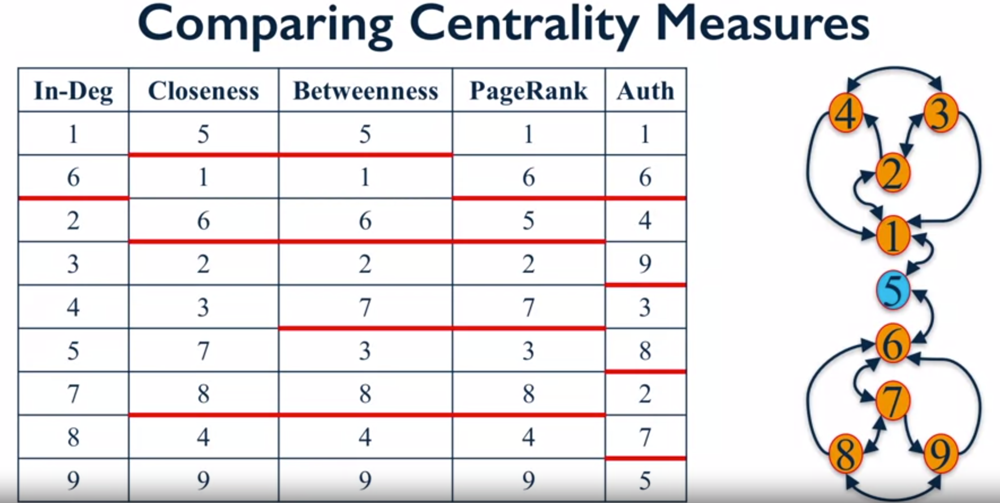 Comparing Centrality Measures
In-Deg Closeness Betweenness PageRank Auth
1 5 5 1 1
6 1 1 6 6
2 6 6 5 4
3 2 2 2 9
4 3 7 7 3
5 7 3 3 8
7 8 8 8 2
8 4 4 4 7
9 9 9 9 5
4 3
2
1
5
6
7
8 9